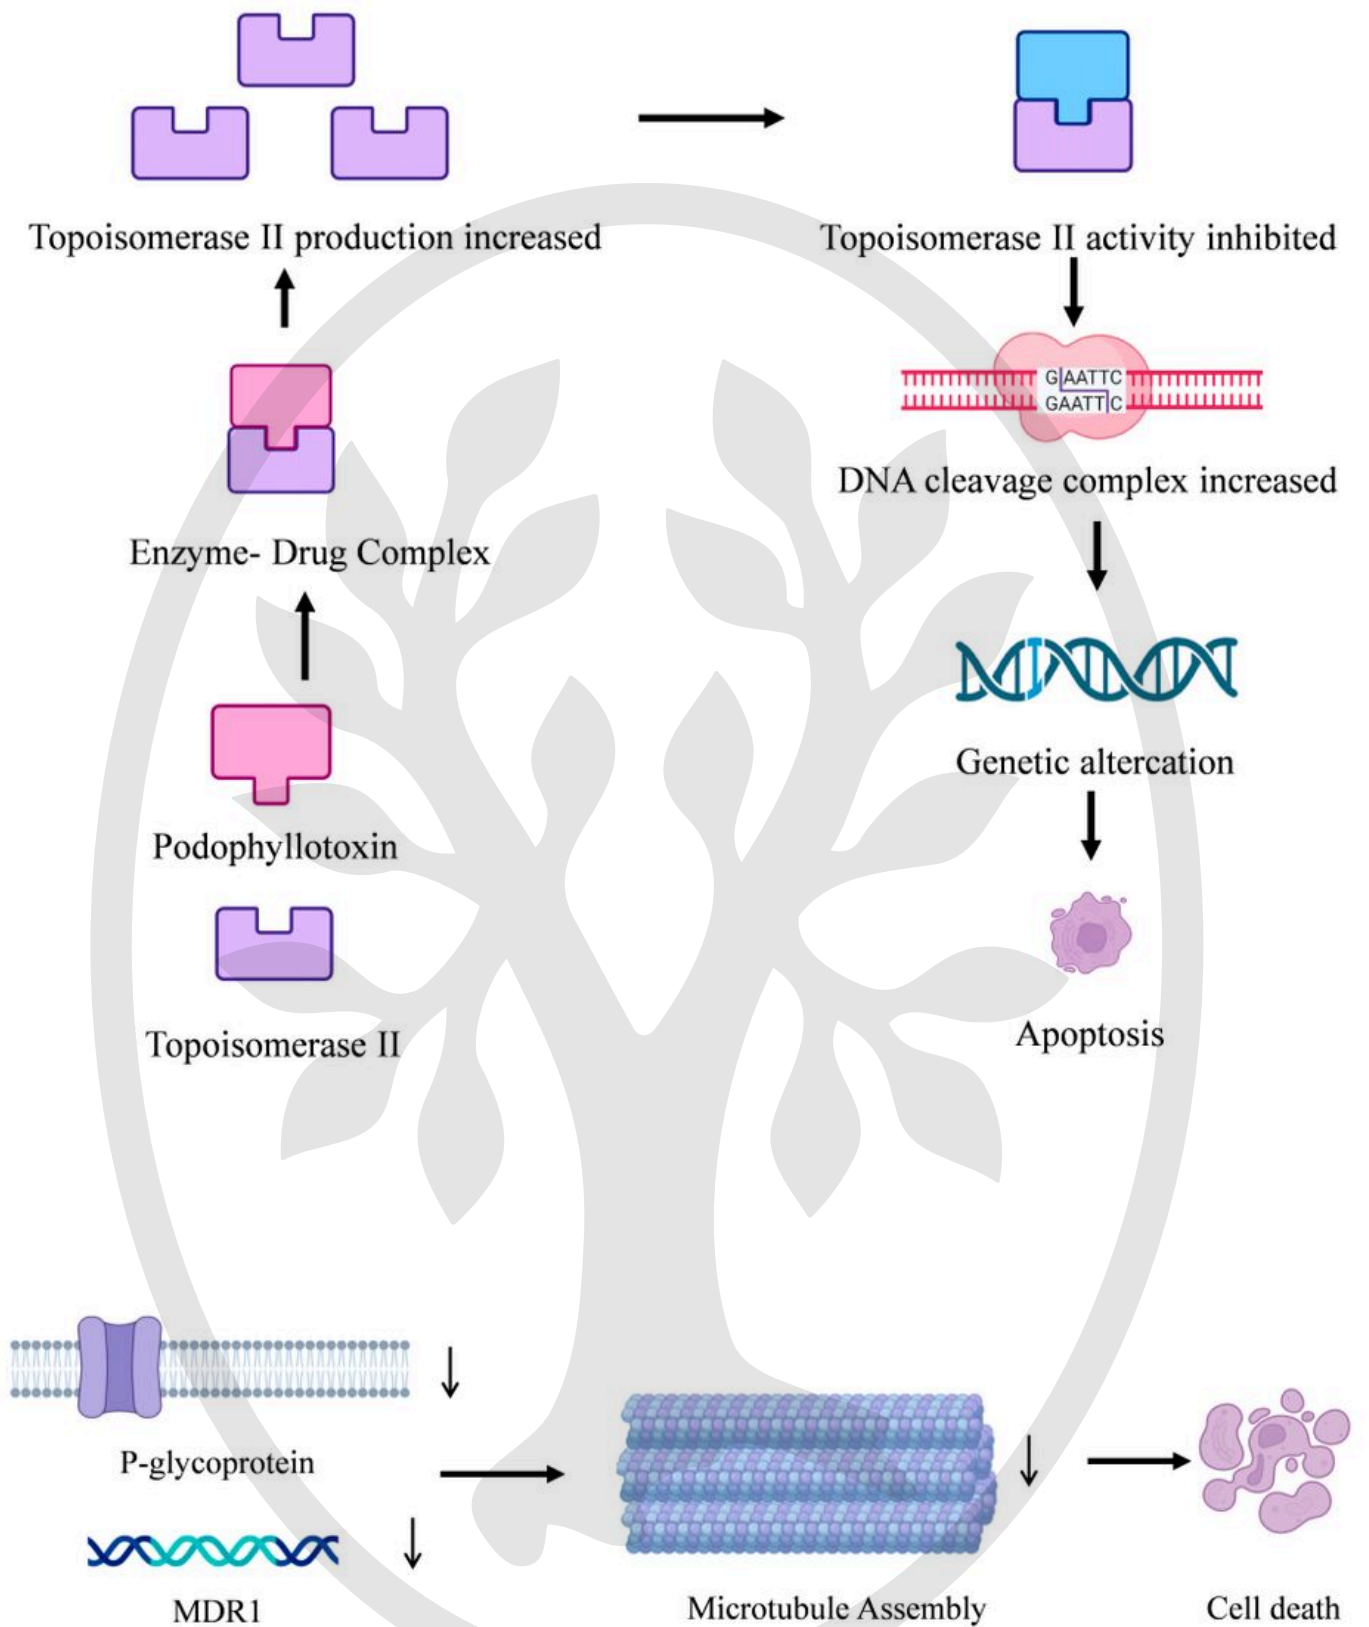 Topoisomerase II production increased
Topoisomerase II activity inhibited
G AATTC
GAATT C
DNA cleavage complex increased
Enzyme- Drug Complex
Genetic altercation
Podophyllotoxin
Topoisomerase II
Apoptosis
P-glycoprotein
MDR1
Microtubule Assembly
Cell death